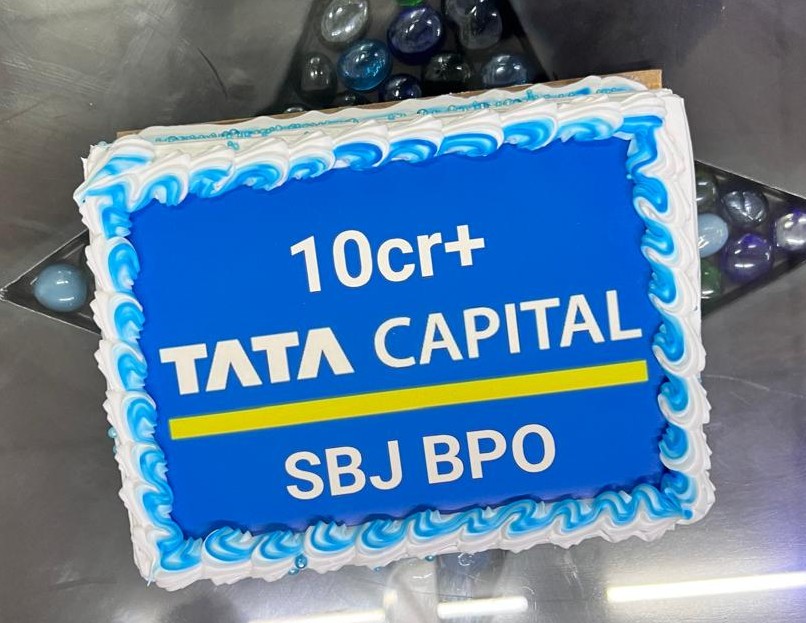 10cr+
TATA CAPITAL
SBJ BPO